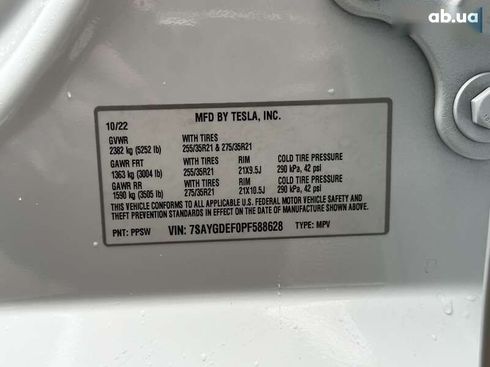 ab.ua
10/22 MFD BY TESLA, INC.
GVWR WITH TIRES
2382 kg (5252 lb) 255/35R21 & 275/35R21
GAWR FRT WITH TIRES RIM COLD TIRE PRESSURE
1363 kg (3004 lb) 255/35R21 21X9.5J 290 kPa, 42 psi
GAWR RR WITH TIRES RIM COLD TIRE PRESSURE
1590 kg (3505 lb) 275/35R21 21X10.5J 290 kPa, 42 psi
THIS VEHICLE CONFORMS TO ALL APPLICABLE U.S. FEDERAL MOTOR VEHICLE SAFETY
AND THEFT PREVENTION STANDARDS IN EFFECT ON THE DATE OF MANUFACTURE SHOWN ABOVE.
PNT: PPSW VIN: 7SAYGDEF0PF588628 TYPE: MPV